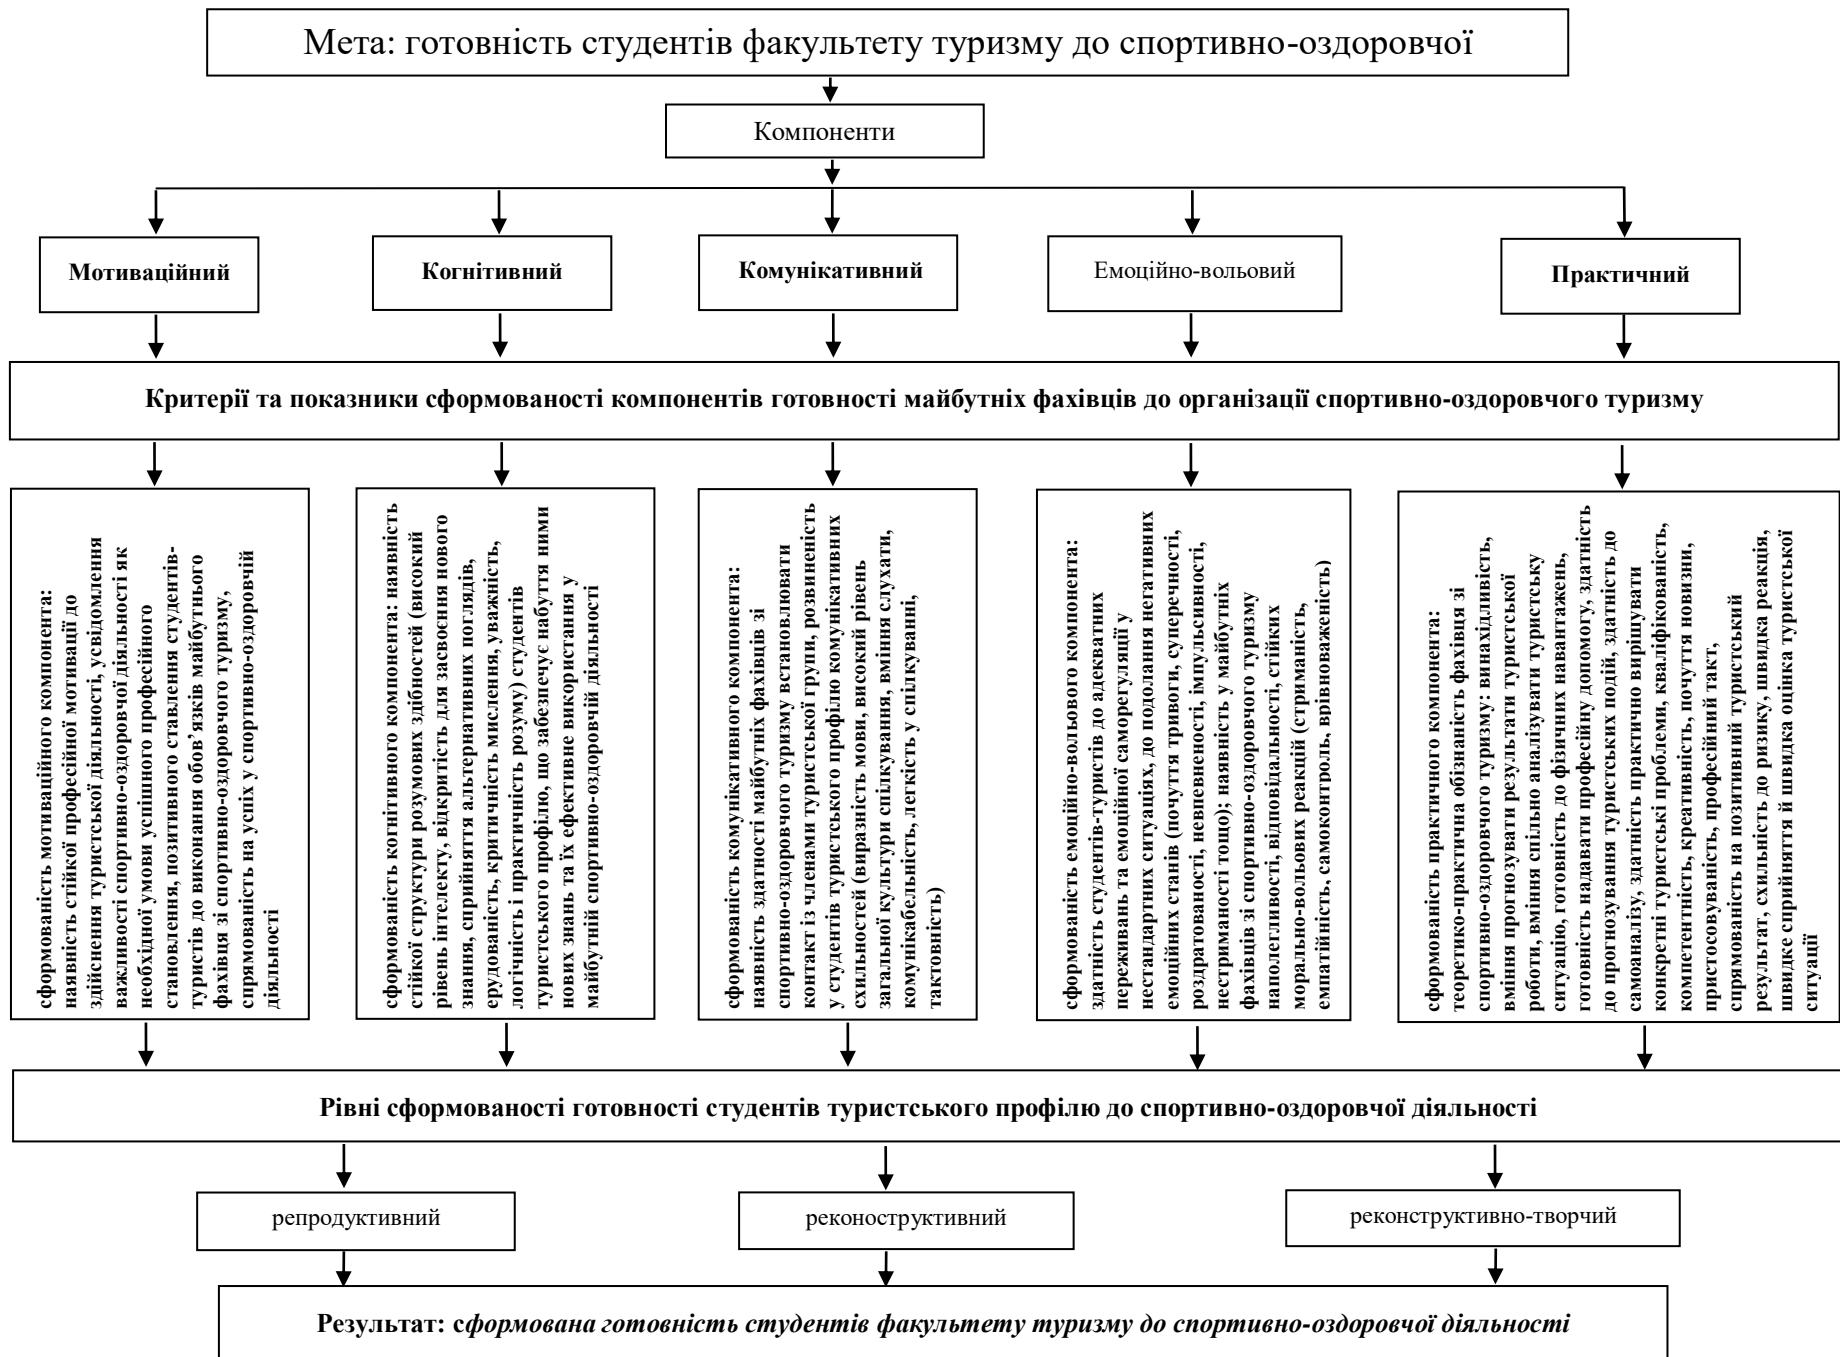 Мета: готовність студентів факультету туризму до спортивно-оздоровчої
Компоненти
Мотиваційний
Когнітивний
Комунікативний
Емоційно-вольовий
Практичний
Критерії та показники сформованості компонентів готовності майбутніх фахівців до організації спортивно-оздоровчого туризму
сформованість мотиваційного компонента:
наявність стійкої професійної мотивації до
здійснення туристської діяльності, усвідомлення
важливості спортивно-оздоровчої діяльності як
необхідної умови успішного професійного
становлення, позитивного ставлення студентів-
туристів до виконання обов’язків майбутнього
фахівця зі спортивно-оздоровчого туризму,
спрямованість на успіх у спортивно-оздоровчій
діяльності
сформованість когнітивного компонента: наявність
стійкої структури розумових здібностей (високий
рівень інтелекту, відкритість для засвоєння нового
знання, сприйняття альтернативних поглядів,
ерудованість, критичність мислення, уважність,
логічність і практичність розуму) студентів
туристського профілю, що забезпечує набуття ними
нових знань та їх ефективне використання у
майбутній спортивно-оздоровчій діяльності
сформованість комунікативного компонента:
наявність здатності майбутніх фахівців зі
спортивно-оздоровчого туризму встановлювати
контакт із членами туристської групи, розвиненість
у студентів туристського профілю комунікативних
схильностей (виразність мови, високий рівень
загальної культури спілкування, вміння слухати,
комунікабельність, легкість у спілкуванні,
тактовність)
сформованість емоційно-вольового компонента:
здатність студентів-туристів до адекватних
переживань та емоційної саморегуляції у
нестандартних ситуаціях, до подолання негативних
емоційних станів (почуття тривоги, суперечності,
роздратованості, невпевненості, імпульсивності,
нестриманості тощо); наявність у майбутніх
фахівців зі спортивно-оздоровчого туризму
наполегливості, відповідальності, стійких
морально-вольових реакцій (стриманість,
емпатійність, самоконтроль, врівноваженість)
сформованість практичного компонента:
теоретико-практична обізнаність фахівця зі
спортивно-оздоровчого туризму: винахідливість,
вміння прогнозувати результати туристської
роботи, вміння спільно аналізувати туристську
ситуацію, готовність до фізичних навантажень,
готовність надавати професійну допомогу, здатність
до прогнозування туристських подій, здатність до
самоаналізу, здатність практично вирішувати
конкретні туристські проблеми, кваліфікованість,
компетентність, креативність, почуття новизни,
пристосовуваність, професійний такт,
спрямованість на позитивний туристський
результат, схильність до ризику, швидка реакція,
швидке сприйняття й швидка оцінка туристської
ситуації
Рівні сформованості готовності студентів туристського профілю до спортивно-оздоровчої діяльності
репродуктивний
реконоструктивний
реконструктивно-творчий
Результат: сформована готовність студентів факультету туризму до спортивно-оздоровчої діяльності